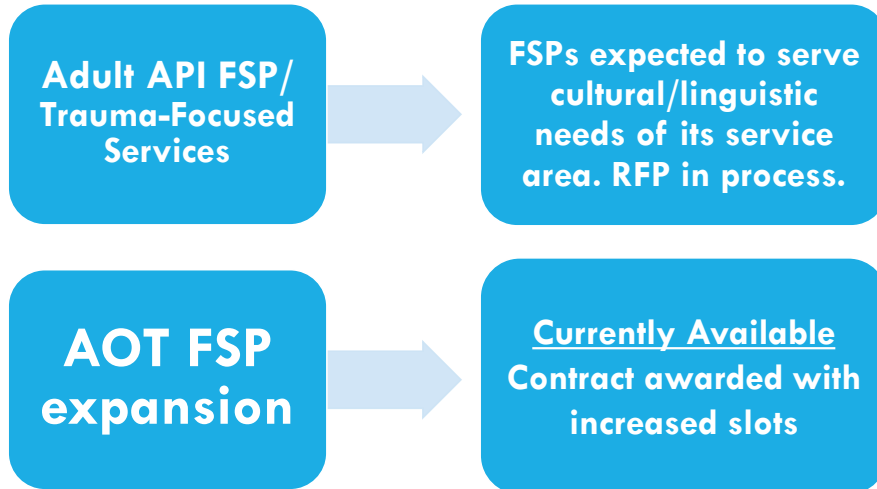 Adult API FSP/
Trauma-Focused
Services
FSPs expected to serve
cultural/linguistic
needs of its service
area. RFP in process.
AOT FSP
expansion
Currently Available
Contract awarded with
increased slots